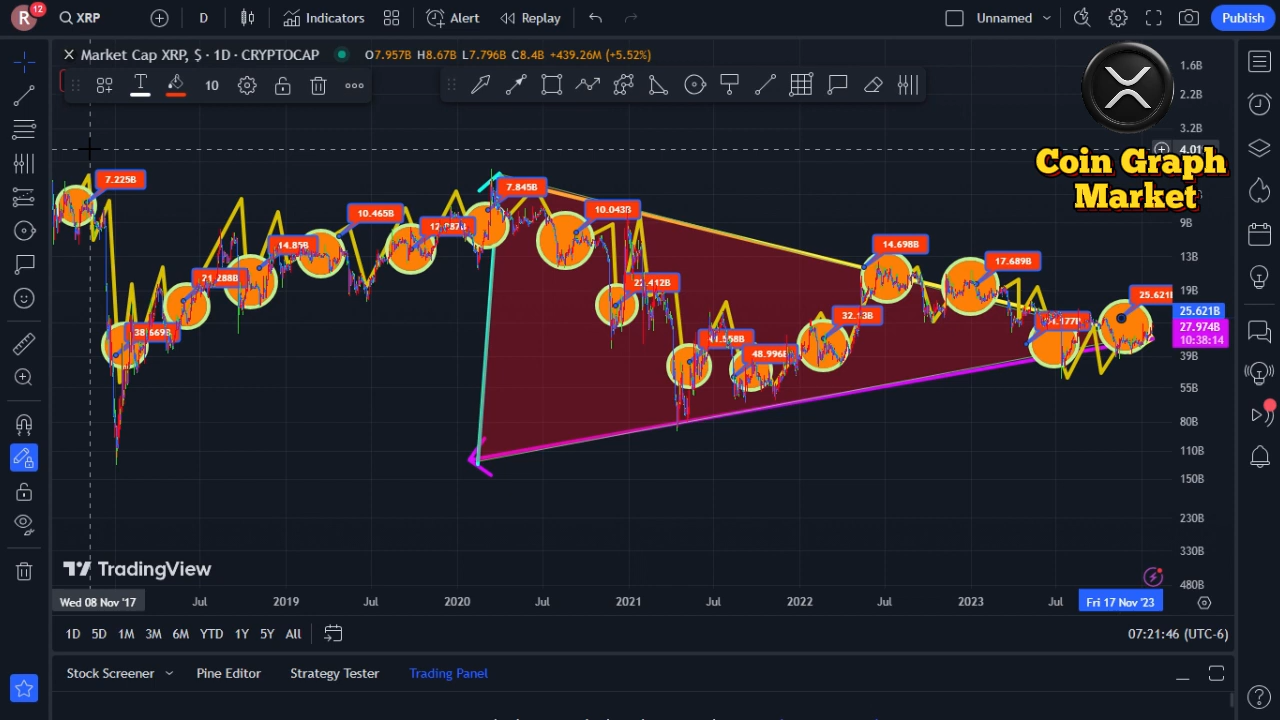 R 12 XRP D Indicators Alert Replay Unnamed Publish
Market Cap XRP, $ · 1D · CRYPTOCAP O7.957B H8.67B L7.796B C8.4B +439.26M (+5.52%)
10
1.6B
2.2B
3.2B
4.01
Coin Graph
Market
7.225B
7.845B
10.465B
10.043B
9B
14.85B
14.698B
13B
17.689B
21.288B
19B
25.621
25.621B
32.13B
27.974B
38.669B
10:38:14
48.996B
39B
55B
80B
110B
150B
230B
330B
480B
TradingView
Wed 08 Nov '17 Jul 2019 Jul 2020 Jul 2021 Jul 2022 Jul 2023 Jul Fri 17 Nov '23
1D 5D 1M 3M 6M YTD 1Y 5Y All 07:21:46 (UTC-6)
Stock Screener Pine Editor Strategy Tester Trading Panel